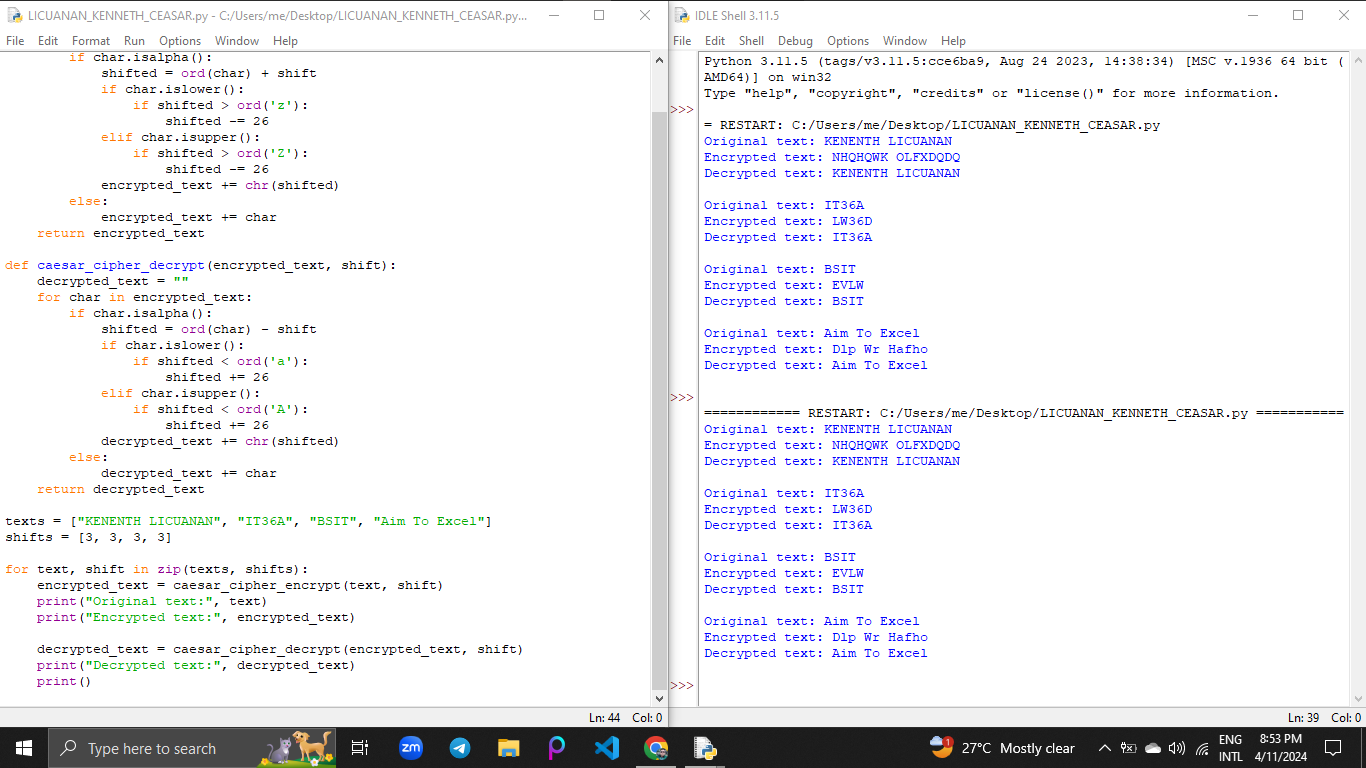 LICUANAN_KENNETH_CEASAR.py - C:/Users/me/Desktop/LICUANAN_KENNETH_CEASAR.py...
File Edit Format Run Options Window Help
        if char.isalpha():
            shifted = ord(char) + shift
            if char.islower():
                if shifted > ord('z'):
                    shifted -= 26
            elif char.isupper():
                if shifted > ord('Z'):
                    shifted -= 26
            encrypted_text += chr(shifted)
        else:
            encrypted_text += char
    return encrypted_text

def caesar_cipher_decrypt(encrypted_text, shift):
    decrypted_text = ""
    for char in encrypted_text:
        if char.isalpha():
            shifted = ord(char) - shift
            if char.islower():
                if shifted < ord('a'):
                    shifted += 26
            elif char.isupper():
                if shifted < ord('A'):
                    shifted += 26
            decrypted_text += chr(shifted)
        else:
            decrypted_text += char
    return decrypted_text

texts = ["KENENTH LICUANAN", "IT36A", "BSIT", "Aim To Excel"]
shifts = [3, 3, 3, 3]

for text, shift in zip(texts, shifts):
    encrypted_text = caesar_cipher_encrypt(text, shift)
    print("Original text:", text)
    print("Encrypted text:", encrypted_text)

    decrypted_text = caesar_cipher_decrypt(encrypted_text, shift)
    print("Decrypted text:", decrypted_text)
    print()
Ln: 44 Col: 0
IDLE Shell 3.11.5
File Edit Shell Debug Options Window Help
Python 3.11.5 (tags/v3.11.5:cce6ba9, Aug 24 2023, 14:38:34) [MSC v.1936 64 bit (
AMD64)] on win32
Type "help", "copyright", "credits" or "license()" for more information.
>>>
= RESTART: C:/Users/me/Desktop/LICUANAN_KENNETH_CEASAR.py
Original text: KENENTH LICUANAN
Encrypted text: NHQHQWK OLFXDQDQ
Decrypted text: KENENTH LICUANAN

Original text: IT36A
Encrypted text: LW36D
Decrypted text: IT36A

Original text: BSIT
Encrypted text: EVLW
Decrypted text: BSIT

Original text: Aim To Excel
Encrypted text: Dlp Wr Hafho
Decrypted text: Aim To Excel

>>>
============ RESTART: C:/Users/me/Desktop/LICUANAN_KENNETH_CEASAR.py ===========
Original text: KENENTH LICUANAN
Encrypted text: NHQHQWK OLFXDQDQ
Decrypted text: KENENTH LICUANAN

Original text: IT36A
Encrypted text: LW36D
Decrypted text: IT36A

Original text: BSIT
Encrypted text: EVLW
Decrypted text: BSIT

Original text: Aim To Excel
Encrypted text: Dlp Wr Hafho
Decrypted text: Aim To Excel

>>>
Ln: 39 Col: 0
Type here to search
zm
27°C Mostly clear
ENG
INTL
8:53 PM
4/11/2024